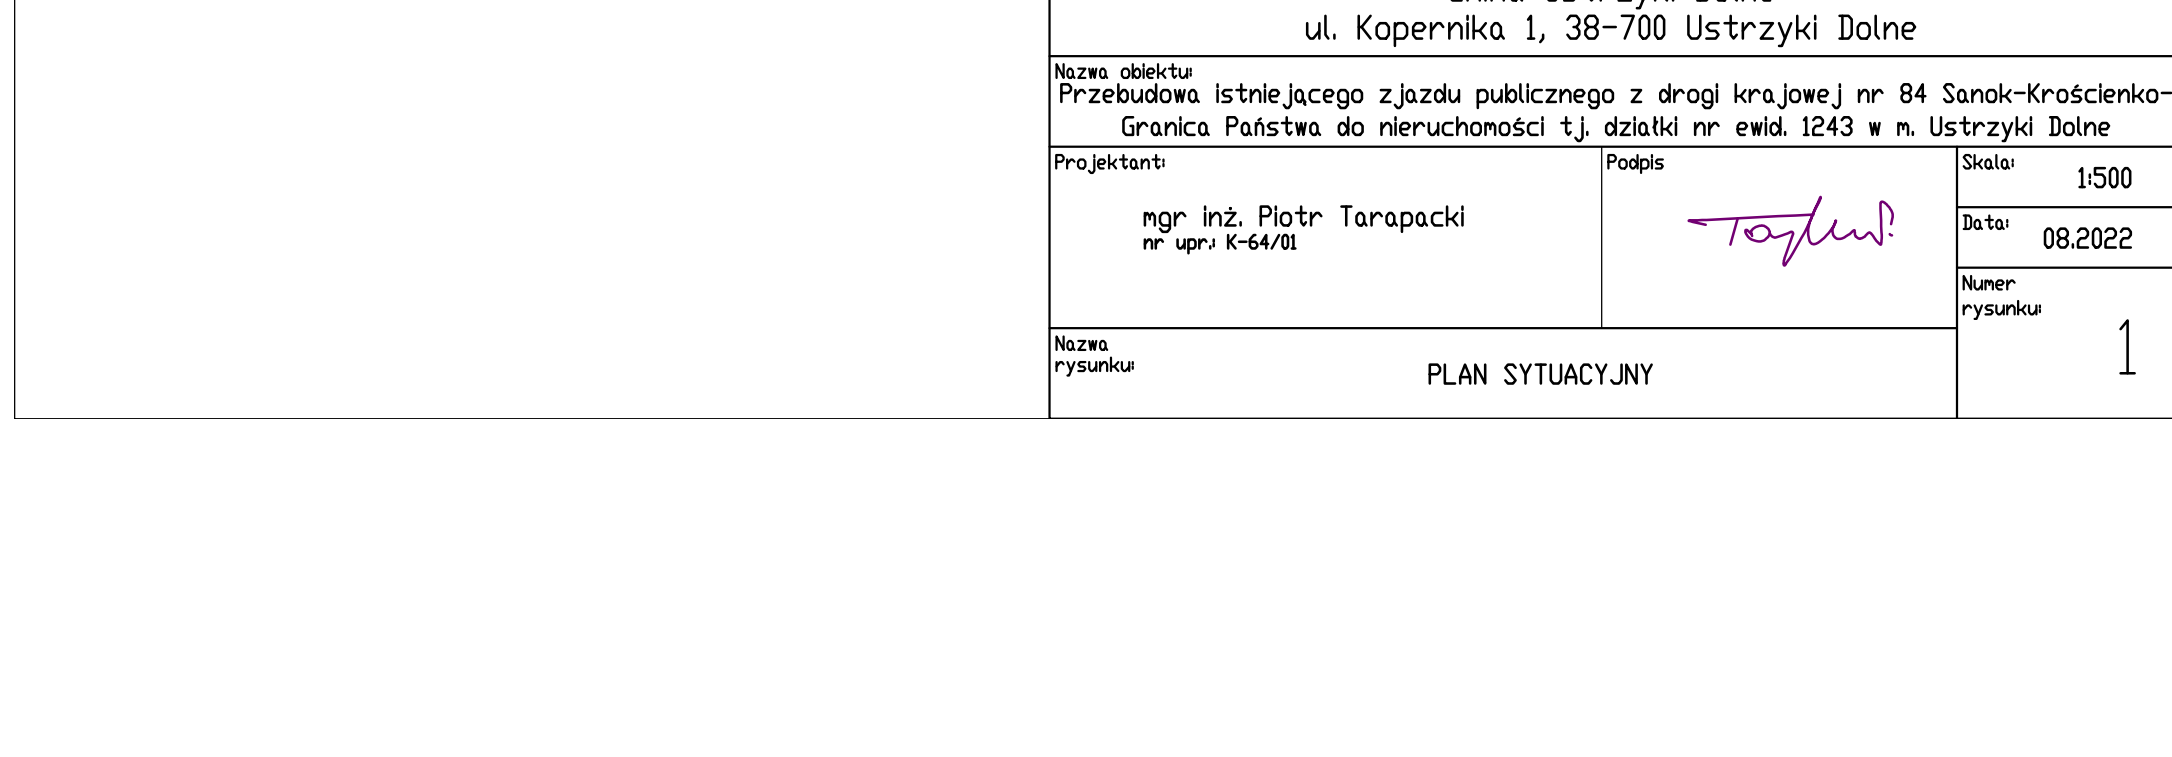 ul. Kopernika 1, 38-700 Ustrzyki Dolne
Nazwa obiektu:
Przebudowa istniejącego zjazdu publicznego z drogi krajowej nr 84 Sanok-Krościenko-
Granica Państwa do nieruchomości tj. działki nr ewid. 1243 w m. Ustrzyki Dolne
Projektant:
mgr inż. Piotr Tarapacki
nr upr.: K-64/01
Podpis
Skala:
1:500
Data:
08.2022
Numer
rysunku:
1
Nazwa
rysunku:
PLAN SYTUACYJNY